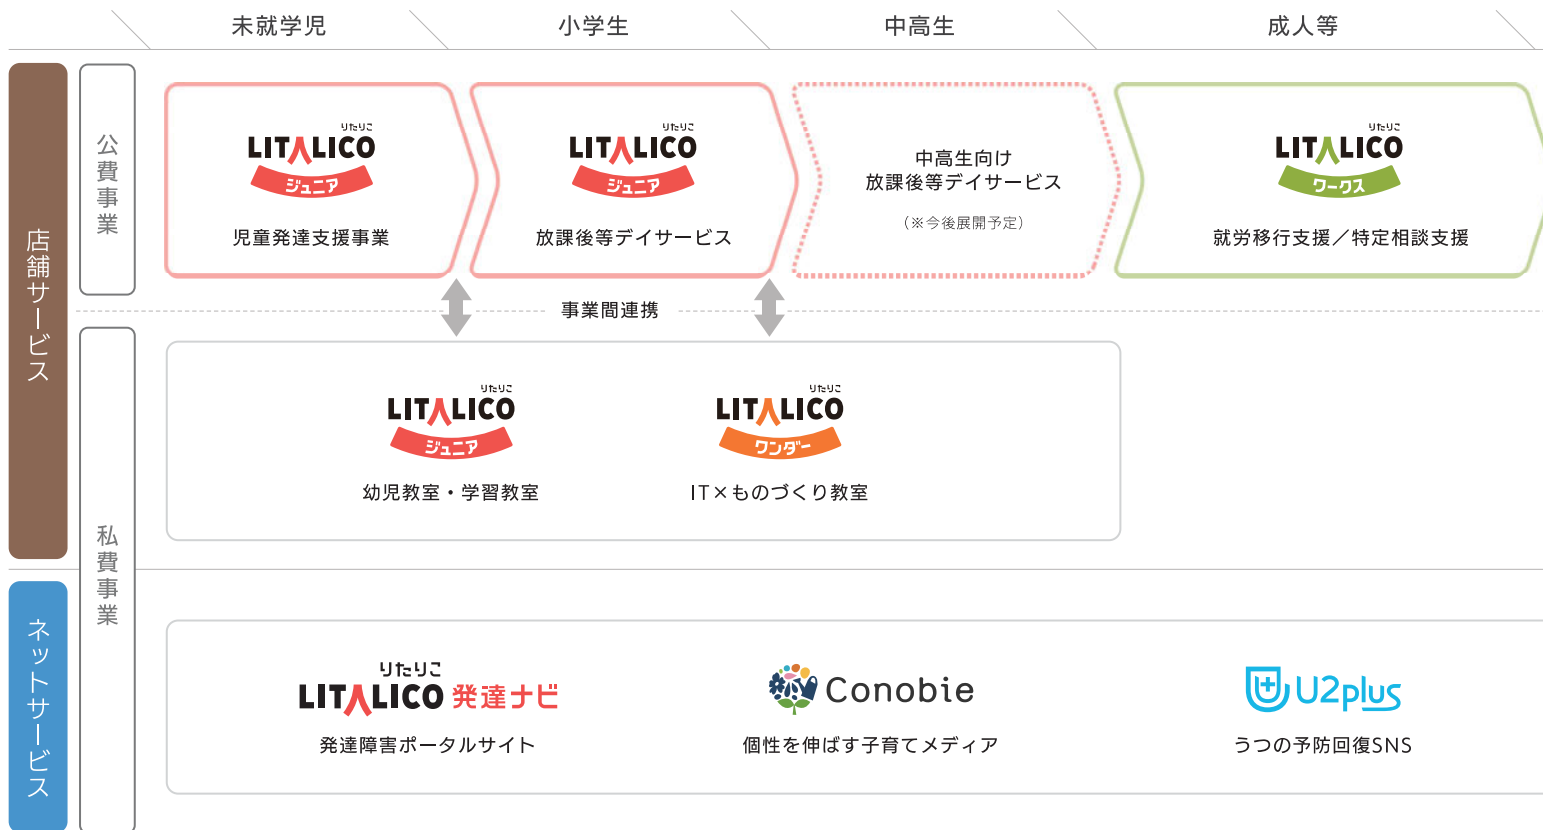 未就学児
小学生
中高生
成人等
店舗サービス
公費事業
りたりこ
LITALICO
ジュニア
児童発達支援事業
りたりこ
LITALICO
ジュニア
放課後等デイサービス
中高生向け
放課後等デイサービス
(※今後展開予定)
りたりこ
LITALICO
ワークス
就労移行支援／特定相談支援
事業間連携
私費事業
りたりこ
LITALICO
ジュニア
幼児教室・学習教室
りたりこ
LITALICO
ワンダー
IT×ものづくり教室
ネットサービス
りたりこ
LITALICO 発達ナビ
発達障害ポータルサイト
Conobie
個性を伸ばす子育てメディア
U2plus
うつの予防回復SNS